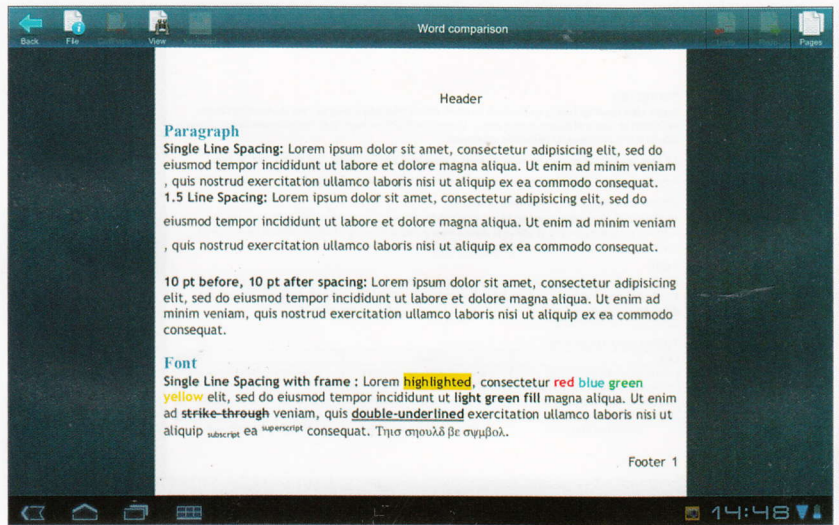 Word comparison
Back
File
View
Pages
Header
Paragraph
Single Line Spacing: Lorem ipsum dolor sit amet, consectetur adipisicing elit, sed do
eiusmod tempor incididunt ut labore et dolore magna aliqua. Ut enim ad minim veniam
, quis nostrud exercitation ullamco laboris nisi ut aliquip ex ea commodo consequat.
1.5 Line Spacing: Lorem ipsum dolor sit amet, consectetur adipisicing elit, sed do
eiusmod tempor incididunt ut labore et dolore magna aliqua. Ut enim ad minim veniam
, quis nostrud exercitation ullamco laboris nisi ut aliquip ex ea commodo consequat.
10 pt before, 10 pt after spacing: Lorem ipsum dolor sit amet, consectetur adipisicing
elit, sed do eiusmod tempor incididunt ut labore et dolore magna aliqua. Ut enim ad
minim veniam, quis nostrud exercitation ullamco laboris nisi ut aliquip ex ea commodo
consequat.
Font
Single Line Spacing with frame : Lorem highlighted, consectetur red blue green
yellow elit, sed do eiusmod tempor incididunt ut light green fill magna aliqua. Ut enim
ad strike-through veniam, quis double-underlined exercitation ullamco laboris nisi ut
aliquip subscript ea superscript consequat. Τηισ σηουλδ βε σψμβολ.
Footer 1
14:48